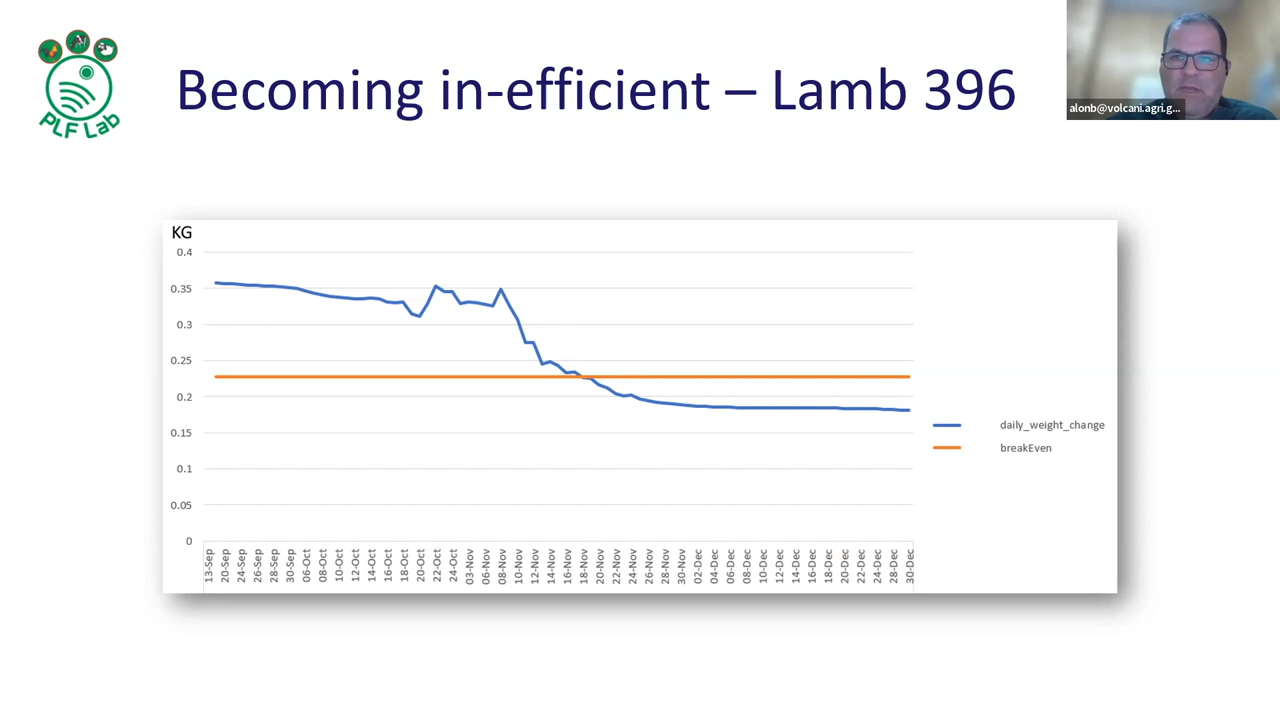 PLF Lab
Becoming in-efficient – Lamb 396
alonb@volcani.agri.g...
KG
0.4
0.35
0.3
0.25
0.2
0.15
0.1
0.05
0
daily_weight_change
breakEven
13-Sep
20-Sep
24-Sep
26-Sep
28-Sep
30-Sep
06-Oct
08-Oct
10-Oct
12-Oct
14-Oct
16-Oct
18-Oct
20-Oct
22-Oct
24-Oct
03-Nov
06-Nov
08-Nov
10-Nov
12-Nov
14-Nov
16-Nov
18-Nov
20-Nov
22-Nov
24-Nov
26-Nov
28-Nov
30-Nov
02-Dec
04-Dec
06-Dec
08-Dec
10-Dec
12-Dec
14-Dec
16-Dec
18-Dec
20-Dec
22-Dec
24-Dec
28-Dec
30-Dec